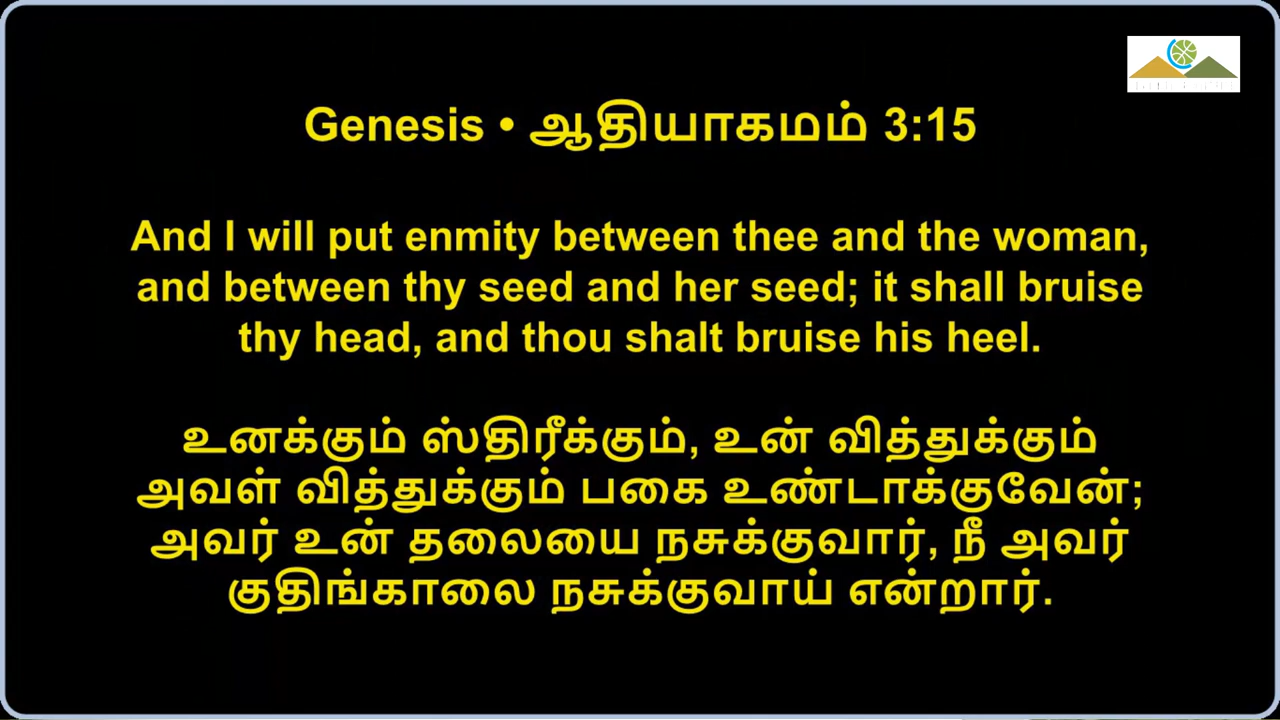 Genesis • ஆதியாகமம் 3:15
And I will put enmity between thee and the woman,
and between thy seed and her seed; it shall bruise
thy head, and thou shalt bruise his heel.
உனக்கும் ஸ்திரீக்கும், உன் வித்துக்கும்
அவள் வித்துக்கும் பகை உண்டாக்குவேன்;
அவர் உன் தலையை நசுக்குவார், நீ அவர்
குதிங்காலை நசுக்குவாய் என்றார்.